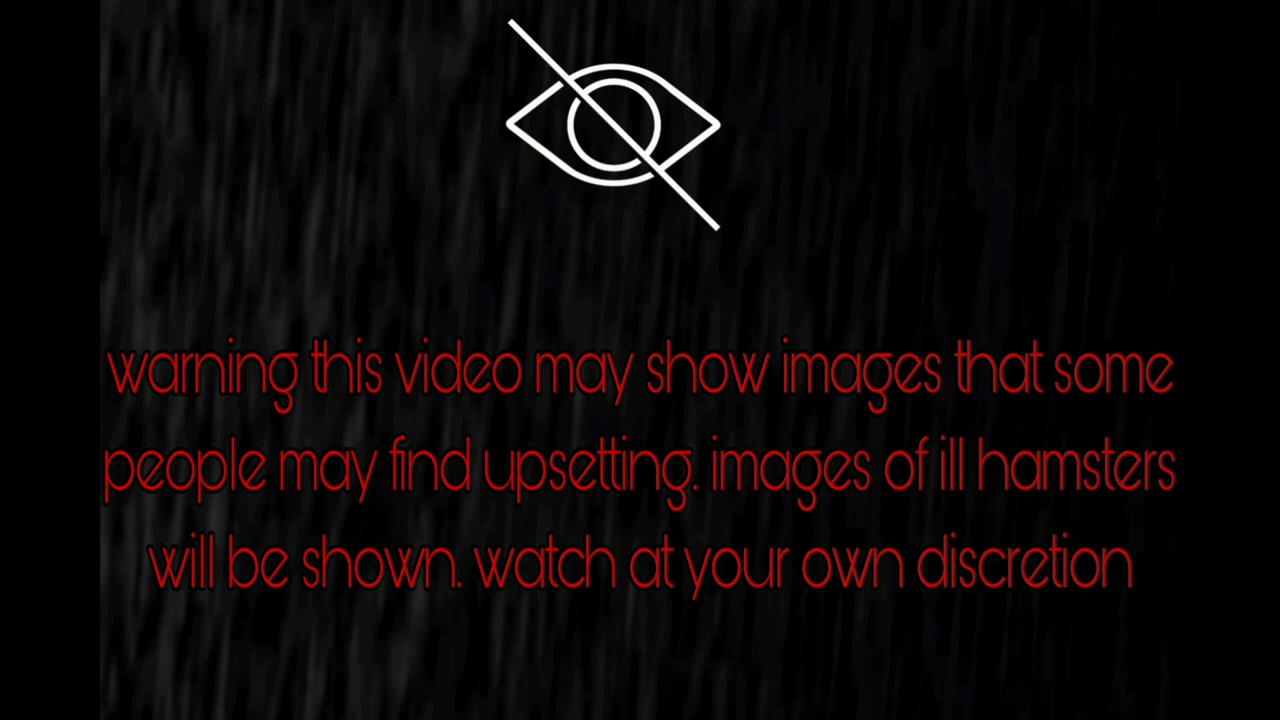 warning this video may show images that some
people may find upsetting. images of ill hamsters
will be shown. watch at your own discretion